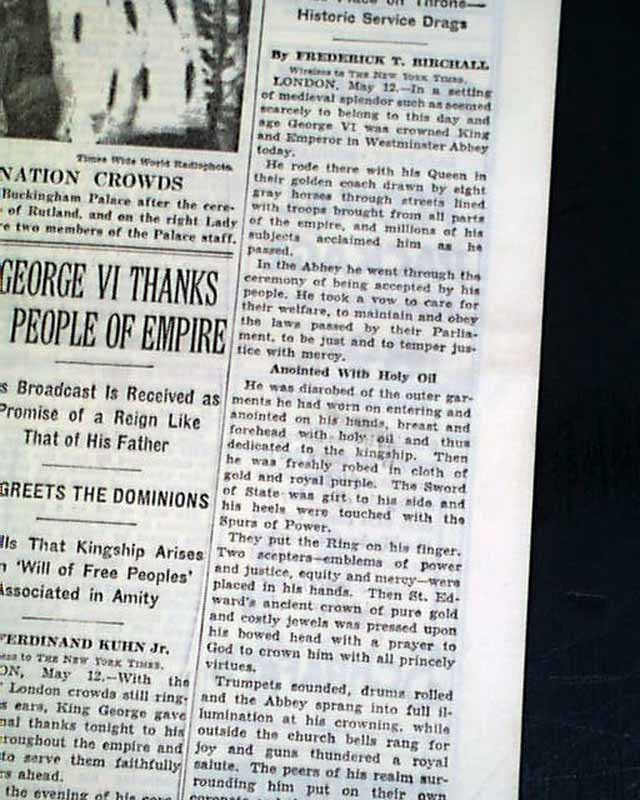 Times Wide World Radiophoto.
NATION CROWDS
Buckingham Palace after the cere-
of Rutland, and on the right Lady
re two members of the Palace staff.
GEORGE VI THANKS
PEOPLE OF EMPIRE
s Broadcast Is Received as
Promise of a Reign Like
That of His Father
GREETS THE DOMINIONS
lls That Kingship Arises
n 'Will of Free Peoples'
Associated in Amity
FERDINAND KUHN Jr.
ess to THE NEW YORK TIMES.
ON, May 12.—With the
London crowds still ring-
s ears, King George gave
nal thanks tonight to his
roughout the empire and
to serve them faithfully
rs ahead.
the evening of his
Place on Throne—
Historic Service Drags
By FREDERICK T. BIRCHALL
Wireless to THE NEW YORK TIMES.
LONDON, May 12.—In a setting
of medieval splendor such as seemed
scarcely to belong to this day and
age George VI was crowned King
and Emperor in Westminster Abbey
today.
He rode there with his Queen in
their golden coach drawn by eight
gray horses through streets lined
with troops brought from all parts
of the empire, and millions of his
subjects acclaimed him as he
passed.
In the Abbey he went through the
ceremony of being accepted by his
people. He took a vow to care for
their welfare, to maintain and obey
the laws passed by their Parlia-
ment, to be just and to temper jus-
tice with mercy.
Anointed With Holy Oil
He was disrobed of the outer gar-
ments he had worn on entering and
anointed on his hands, breast and
forehead with holy oil and thus
dedicated to the kingship. Then
he was freshly robed in cloth of
gold and royal purple. The Sword
of State was girt to his side and
his heels were touched with the
Spurs of Power.
They put the Ring on his finger.
Two scepters—emblems of power
and justice, equity and mercy—were
placed in his hands. Then St. Ed-
ward's ancient crown of pure gold
and costly jewels was pressed upon
his bowed head with a prayer to
God to crown him with all princely
virtues.
Trumpets sounded, drums rolled
and the Abbey sprang into full il-
lumination at his crowning, while
outside the church bells rang for
joy and guns thundered a royal
salute. The peers of his realm sur-
rounding him put on their own